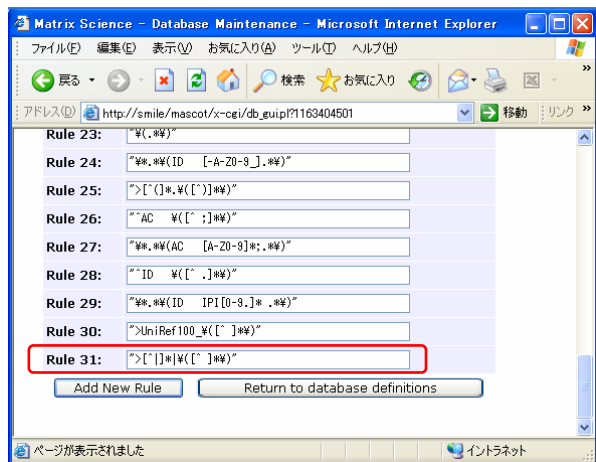 Matrix Science - Database Maintenance - Microsoft Internet Explorer
ファイル(F) 編集(E) 表示(V) お気に入り(A) ツール(T) ヘルプ(H)
戻る 検索 お気に入り
アドレス(D) http://smile/mascot/x-cgi/db_gui.pl?1163404501 移動 リンク
Rule 23: "¥(.*¥)"
Rule 24: "¥*.*¥(ID   [-A-Z0-9_].*¥)"
Rule 25: ">[^(]*.¥([^)]*¥)"
Rule 26: "^AC   ¥([^ ;]*¥)"
Rule 27: "¥*.*¥(AC   [A-Z0-9]*;.*¥)"
Rule 28: "^ID   ¥([^ .]*¥)"
Rule 29: "¥*.*¥(ID   IPI[0-9.]* .*¥)"
Rule 30: ">UniRef100_¥([^ ]*¥)"
Rule 31: ">[^|]*|¥([^ ]*¥)"
Add New Rule Return to database definitions
ページが表示されました イントラネット